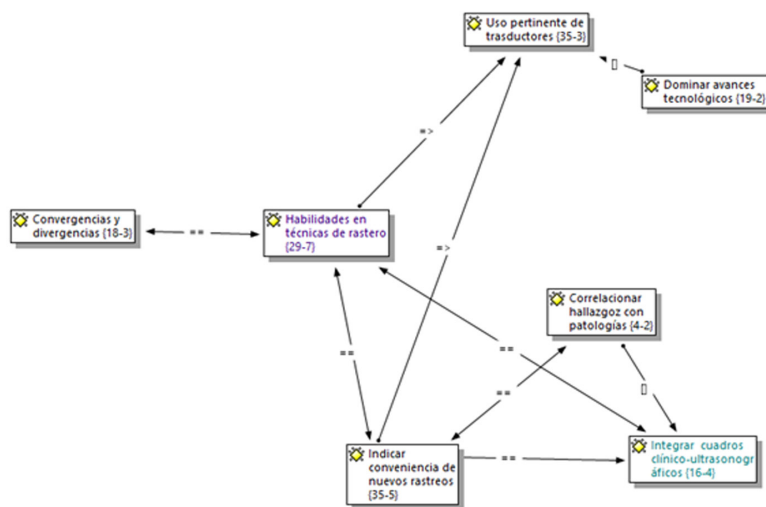 Uso pertinente de
trasductores {35-3}
▯
Dominar avances
tecnológicos {19-2}
=>
Convergencias y
divergencias {18-3}
==
Habilidades en
técnicas de rastero
{29-7}
=>
Correlacionar
hallazgoz con
patologías {4-2}
==
==
==
▯
Indicar
conveniencia de
nuevos rastreos
{35-5}
==
Integrar cuadros
clínico-ultrasonogr
áficos {16-4}